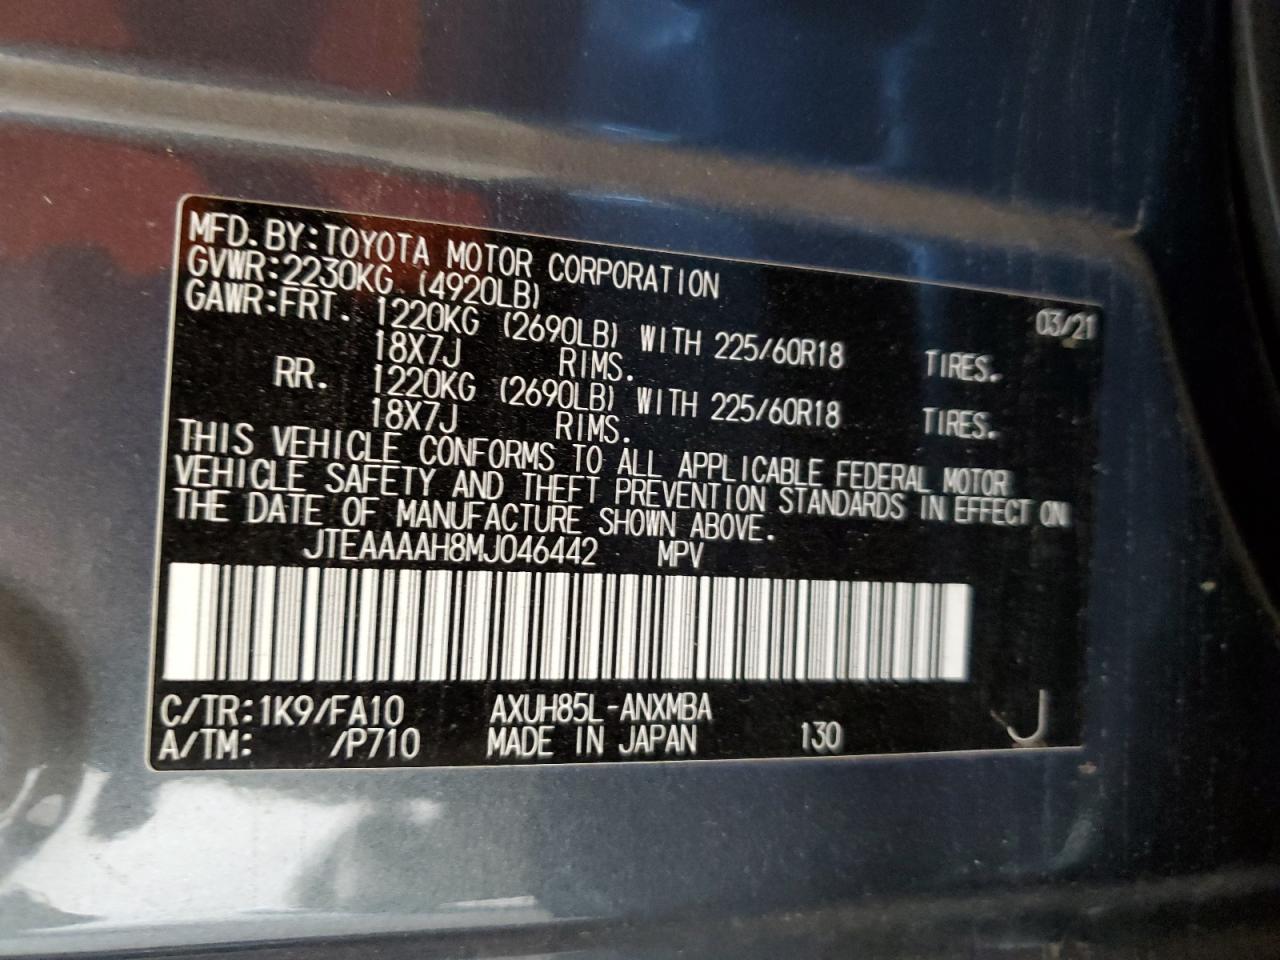 MFD. BY: TOYOTA MOTOR CORPORATION 03/21
GVWR: 2230KG (4920LB)
GAWR: FRT. 1220KG (2690LB) WITH 225/60R18 TIRES.
18X7J RIMS.
RR. 1220KG (2690LB) WITH 225/60R18 TIRES.
18X7J RIMS.
THIS VEHICLE CONFORMS TO ALL APPLICABLE FEDERAL MOTOR
VEHICLE SAFETY AND THEFT PREVENTION STANDARDS IN EFFECT ON
THE DATE OF MANUFACTURE SHOWN ABOVE.
JTEAAAAH8MJ046442 MPV
C/TR: 1K9/FA10 AXUH85L-ANXMBA
A/TM: /P710 MADE IN JAPAN 130 J